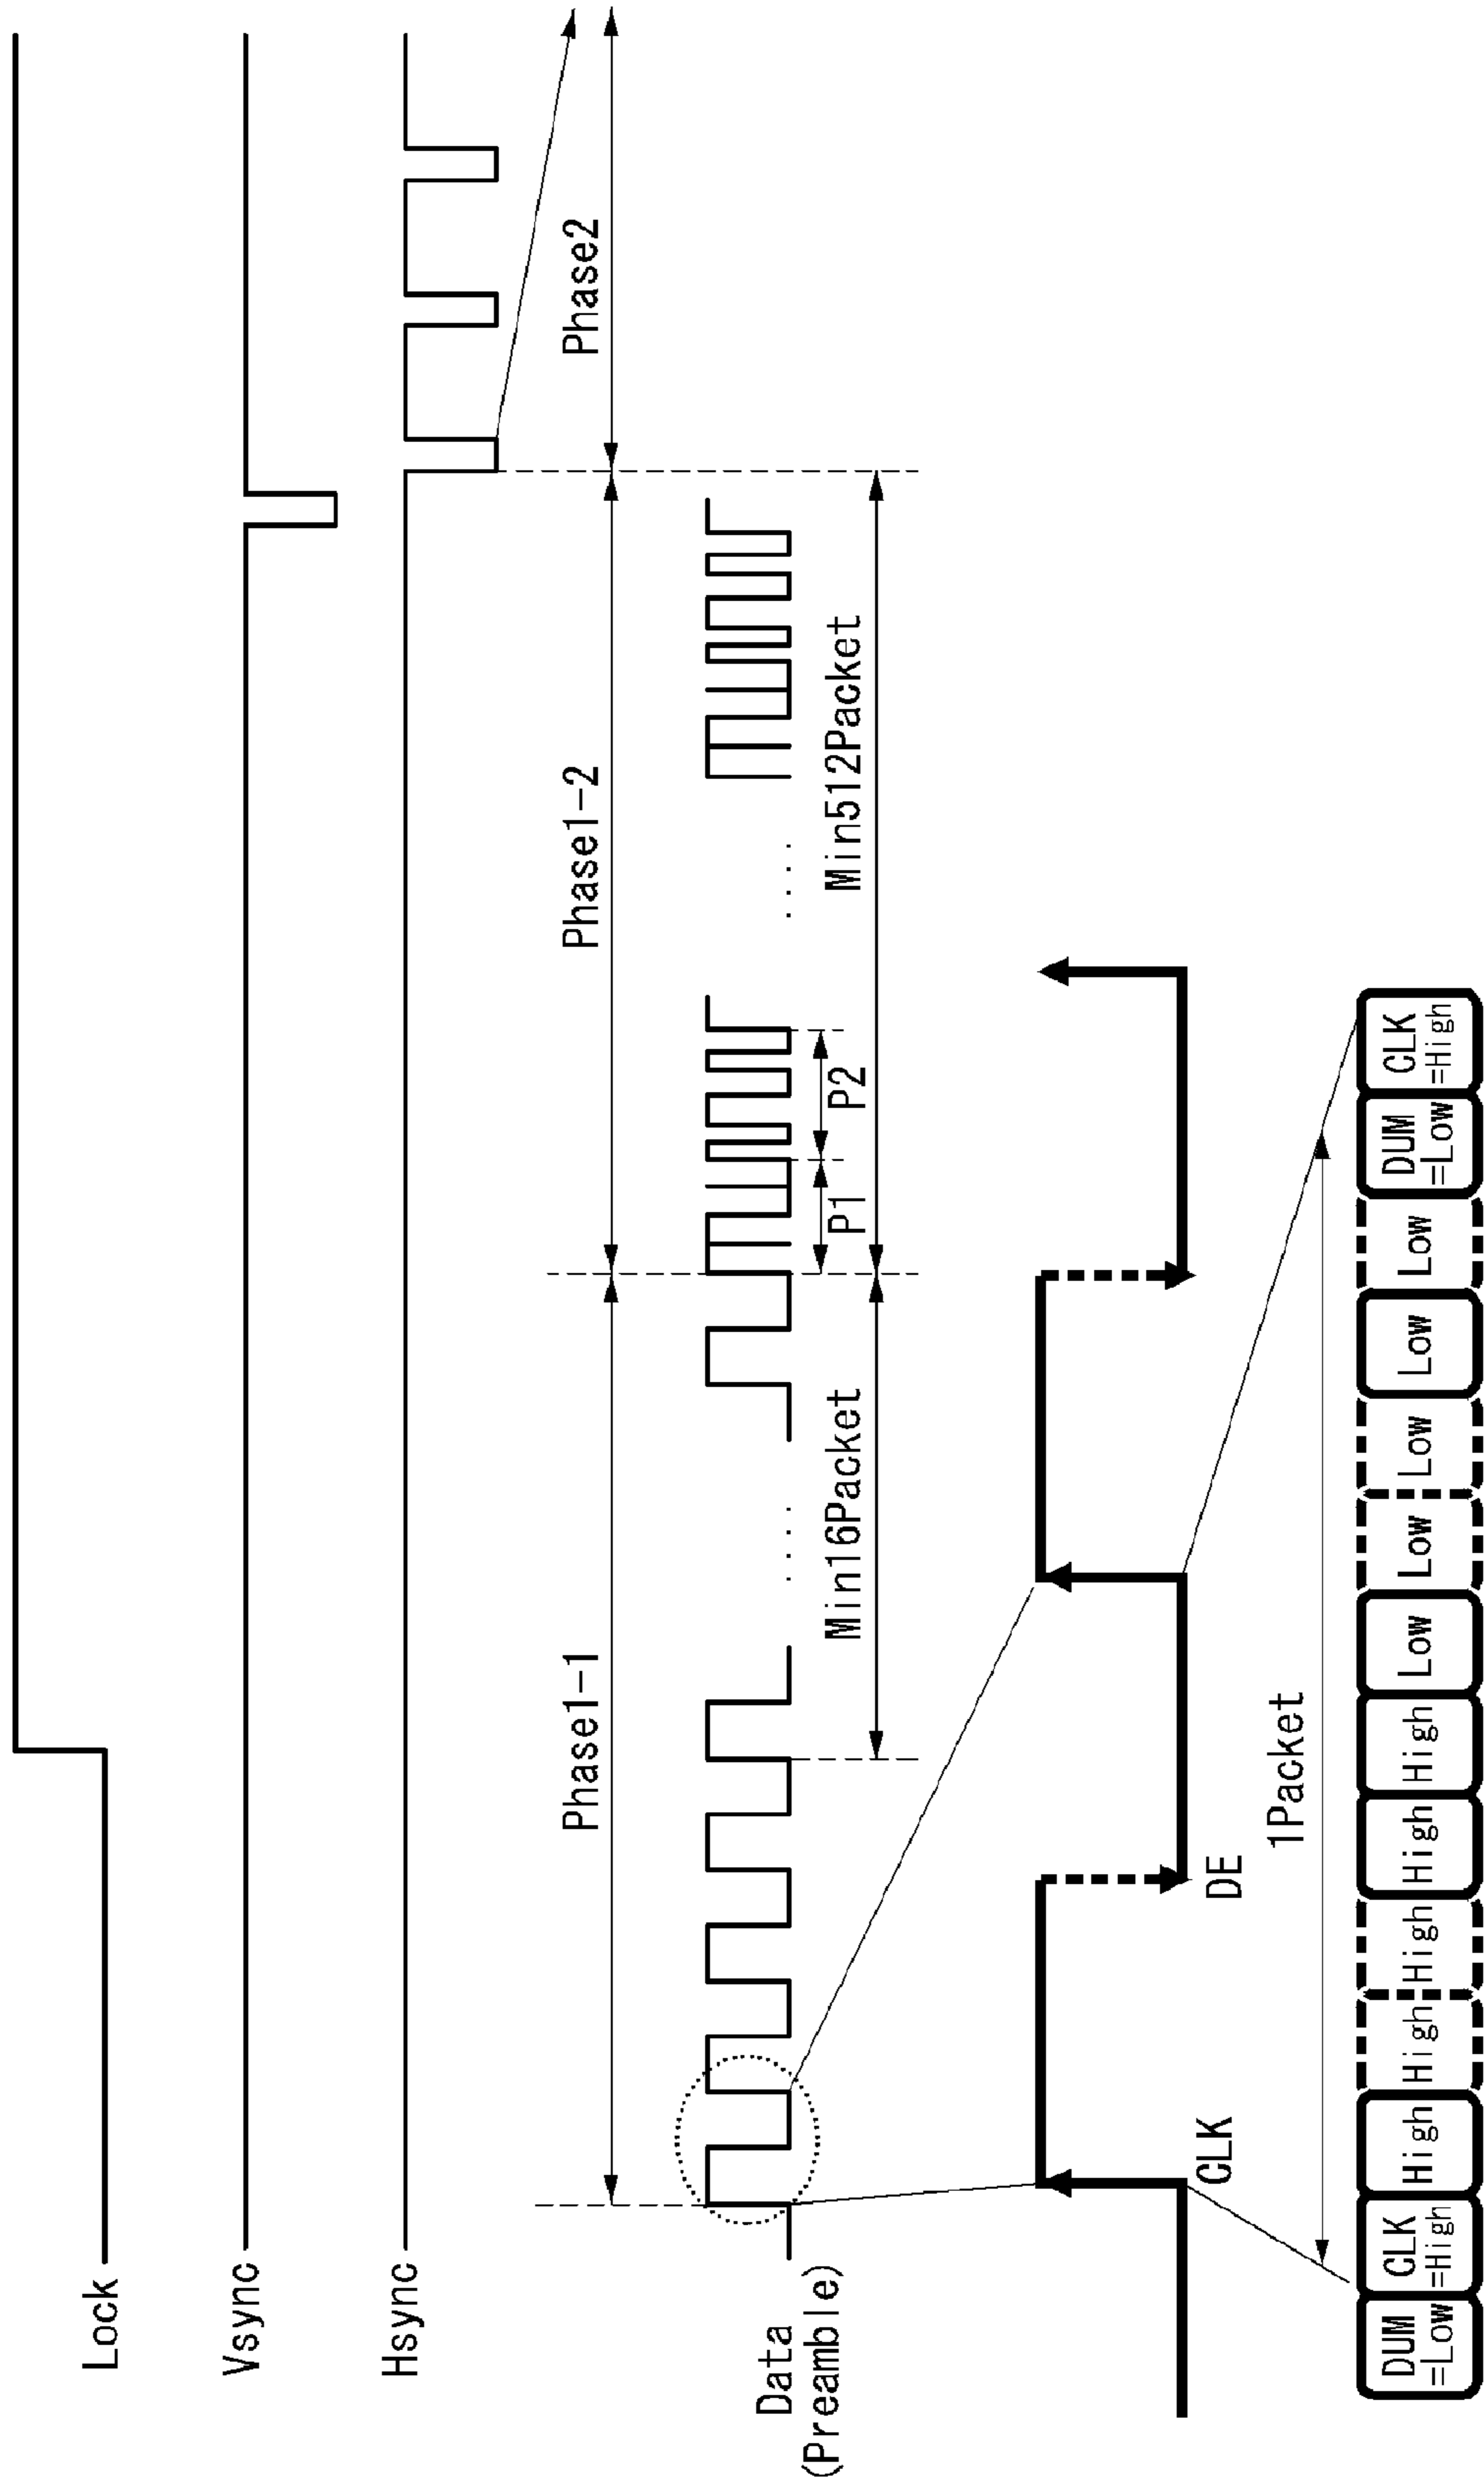 Lock
Vsync
Hsync
Phase1-1
Phase1-2
Phase2
Data
(Preamble)
P1
P2
Min16Packet
Min512Packet
CLK
DE
1Packet
DUM
=Low
CLK
=High
High
High
High
High
High
Low
Low
Low
Low
Low
DUM
=Low
CLK
=High